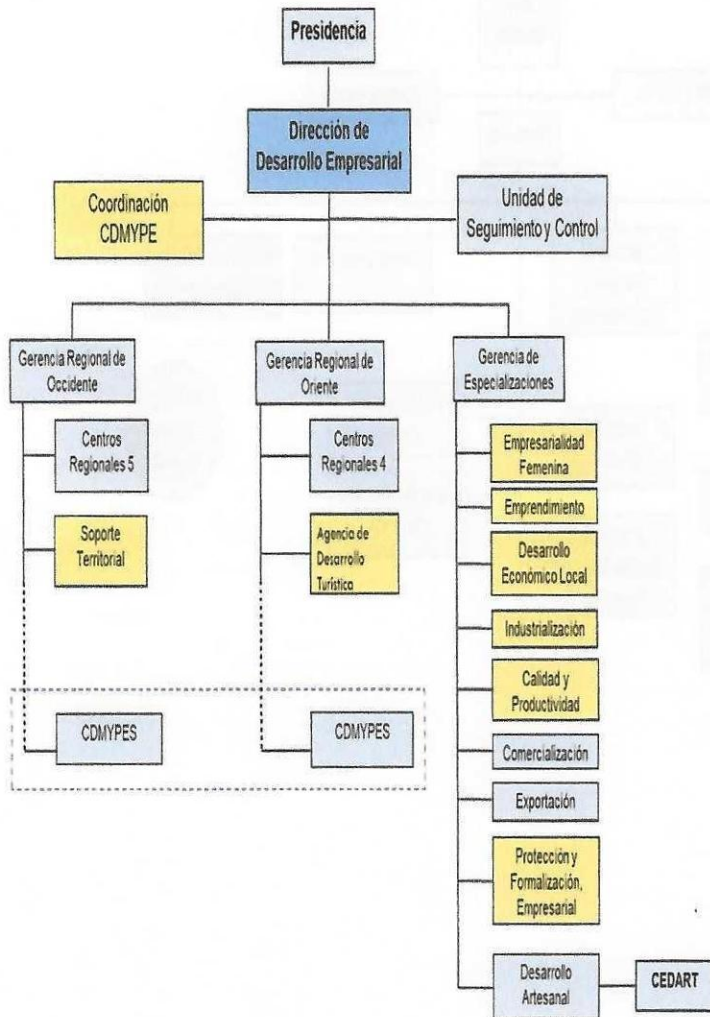 Presidencia
Dirección de
Desarrollo Empresarial
Coordinación
CDMYPE
Unidad de
Seguimiento y Control
Gerencia Regional de
Occidente
Gerencia Regional de
Oriente
Gerencia de
Especializaciones
Centros
Regionales 5
Soporte
Territorial
CDMYPES
Centros
Regionales 4
Agencia de
Desarrollo
Turística
CDMYPES
Empresarialidad
Femenina
Emprendimiento
Desarrollo
Económico Local
Industrialización
Calidad y
Productividad
Comercialización
Exportación
Protección y
Formalización,
Empresarial
Desarrollo
Artesanal
CEDART